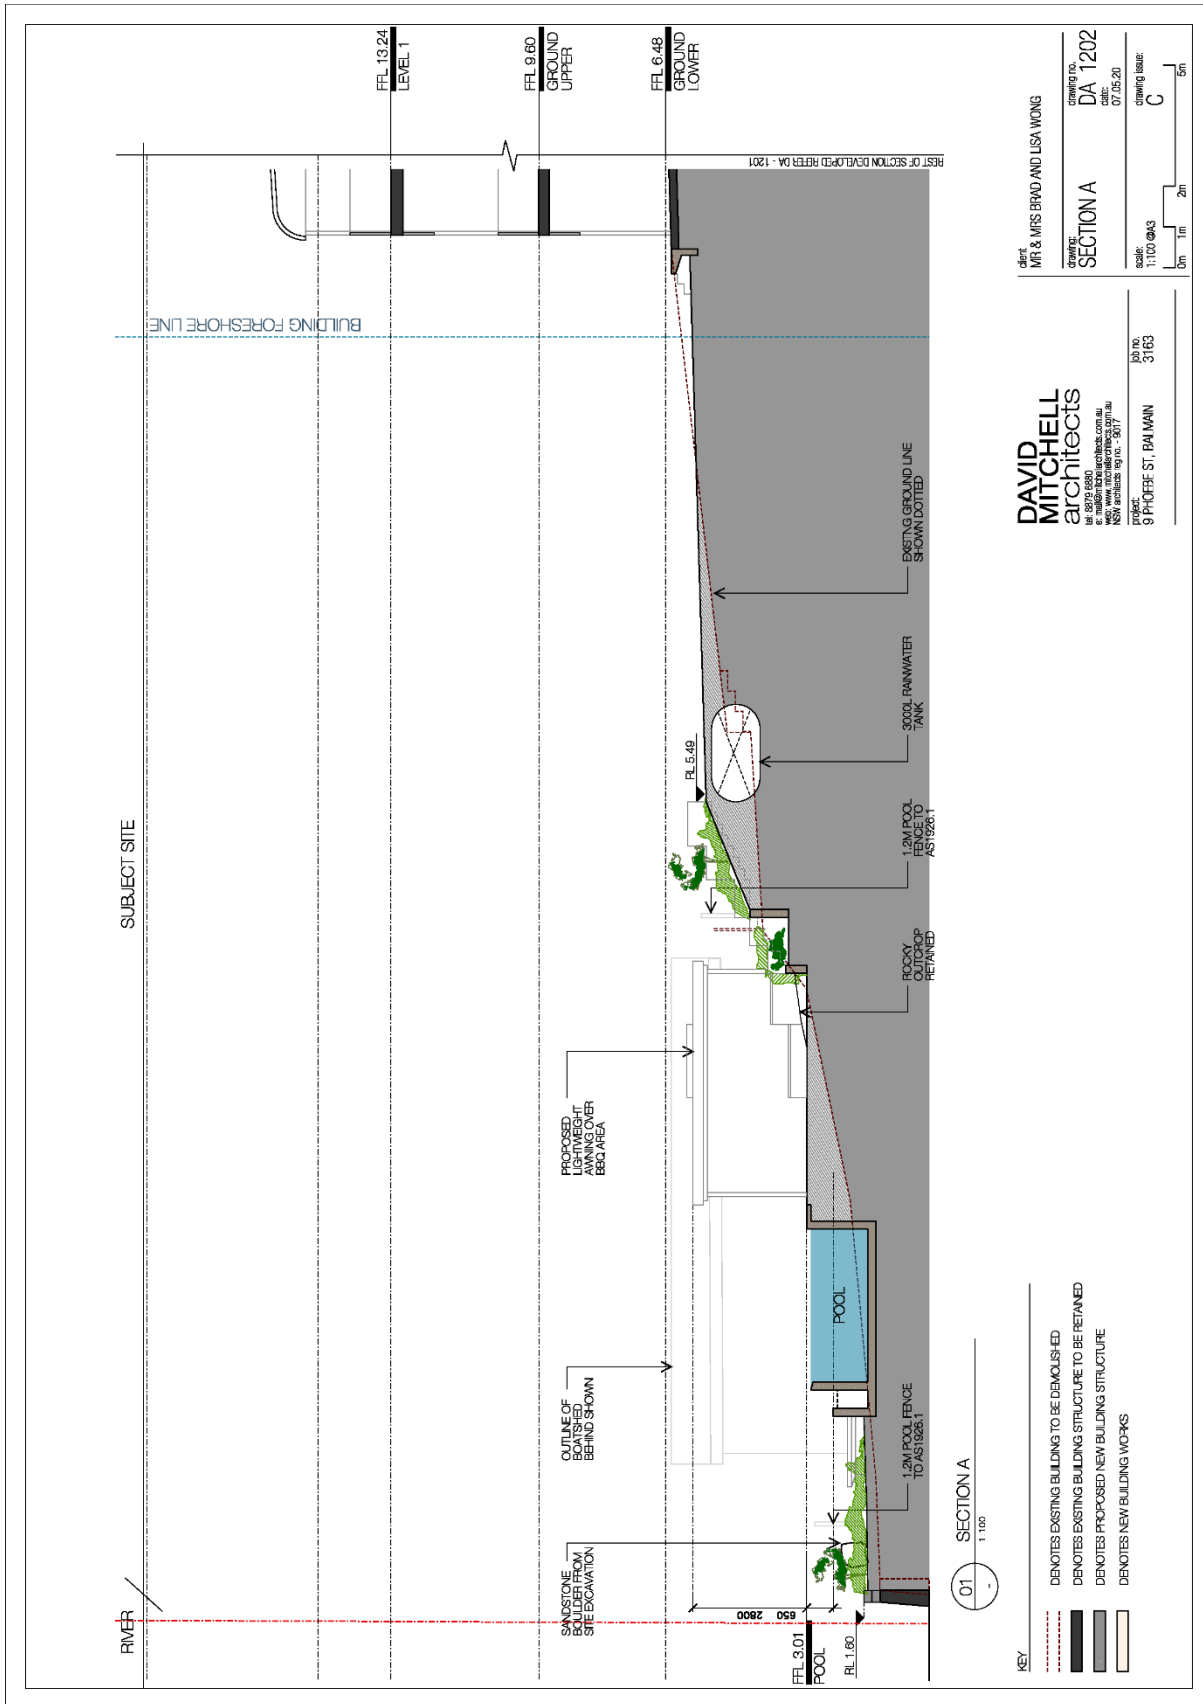 SUBJECT SITE
RIVER
BUILDING FORESHORE LINE
FFL 13.24
LEVEL 1
FFL 9.60
GROUND
UPPER
FFL 6.48
GROUND
LOWER
REST OF SECTION DEVELOPED REFER DA - 1201
SANDSTONE
BOULDER FROM
SITE EXCAVATION
OUTLINE OF
BOATSHED
BEHIND SHOWN
PROPOSED
LIGHTWEIGHT
AWNING OVER
BBQ AREA
RL 5.49
2800
650
FFL 3.01
POOL
RL 1.60
POOL
1.2M POOL FENCE
TO AS1926.1
ROCKY
OUTCROP
RETAINED
1.2M POOL
FENCE TO
AS1926.1
3000L RAINWATER
TANK
EXISTNG GROUND LINE
SHOWN DOTTED
01
-
SECTION A
1:100
KEY
DENOTES EXISTING BUILDING TO BE DEMOLISHED
DENOTES EXISTING BUILDING STRUCTURE TO BE RETAINED
DENOTES PROPOSED NEW BUILDING STRUCTURE
DENOTES NEW BUILDING WORKS
DAVID
MITCHELL
architects
tel: 8879 6880
NSW architects reg no. - 9017
project:
9 PHOEBE ST, BALMAIN
job no.
3163
client
MR & MRS BRAD AND LISA WONG
drawing:
SECTION A
drawing no.
DA 1202
date:
07.05.20
scale:
1:100 @A3
drawing issue:
C
0m 1m 2m 5m